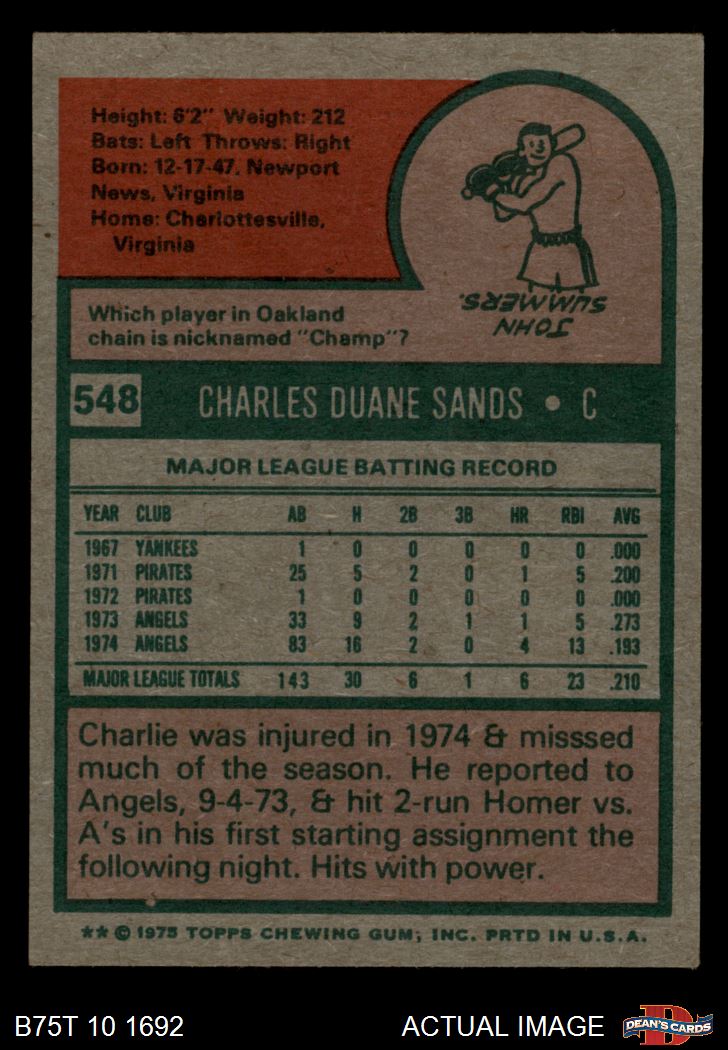 Height: 6'2" Weight: 212
Bats: Left Throws: Right
Born: 12-17-47, Newport
News, Virginia
Home: Charlottesville,
Virginia
JOHN
SUMMERS.
Which player in Oakland
chain is nicknamed "Champ"?
548 CHARLES DUANE SANDS • C
MAJOR LEAGUE BATTING RECORD
YEAR CLUB AB H 2B 3B HR RBI AVG
1967 YANKEES 1 0 0 0 0 0 .000
1971 PIRATES 25 5 2 0 1 5 .200
1972 PIRATES 1 0 0 0 0 0 .000
1973 ANGELS 33 9 2 1 1 5 .273
1974 ANGELS 83 16 2 0 4 13 .193
MAJOR LEAGUE TOTALS 143 30 6 1 6 23 .210
Charlie was injured in 1974 & misssed
much of the season. He reported to
Angels, 9-4-73, & hit 2-run Homer vs.
A's in his first starting assignment the
following night. Hits with power.
** © 1975 TOPPS CHEWING GUM, INC. PRTD IN U.S.A.
B75T 10 1692 ACTUAL IMAGE D DEAN'S CARDS